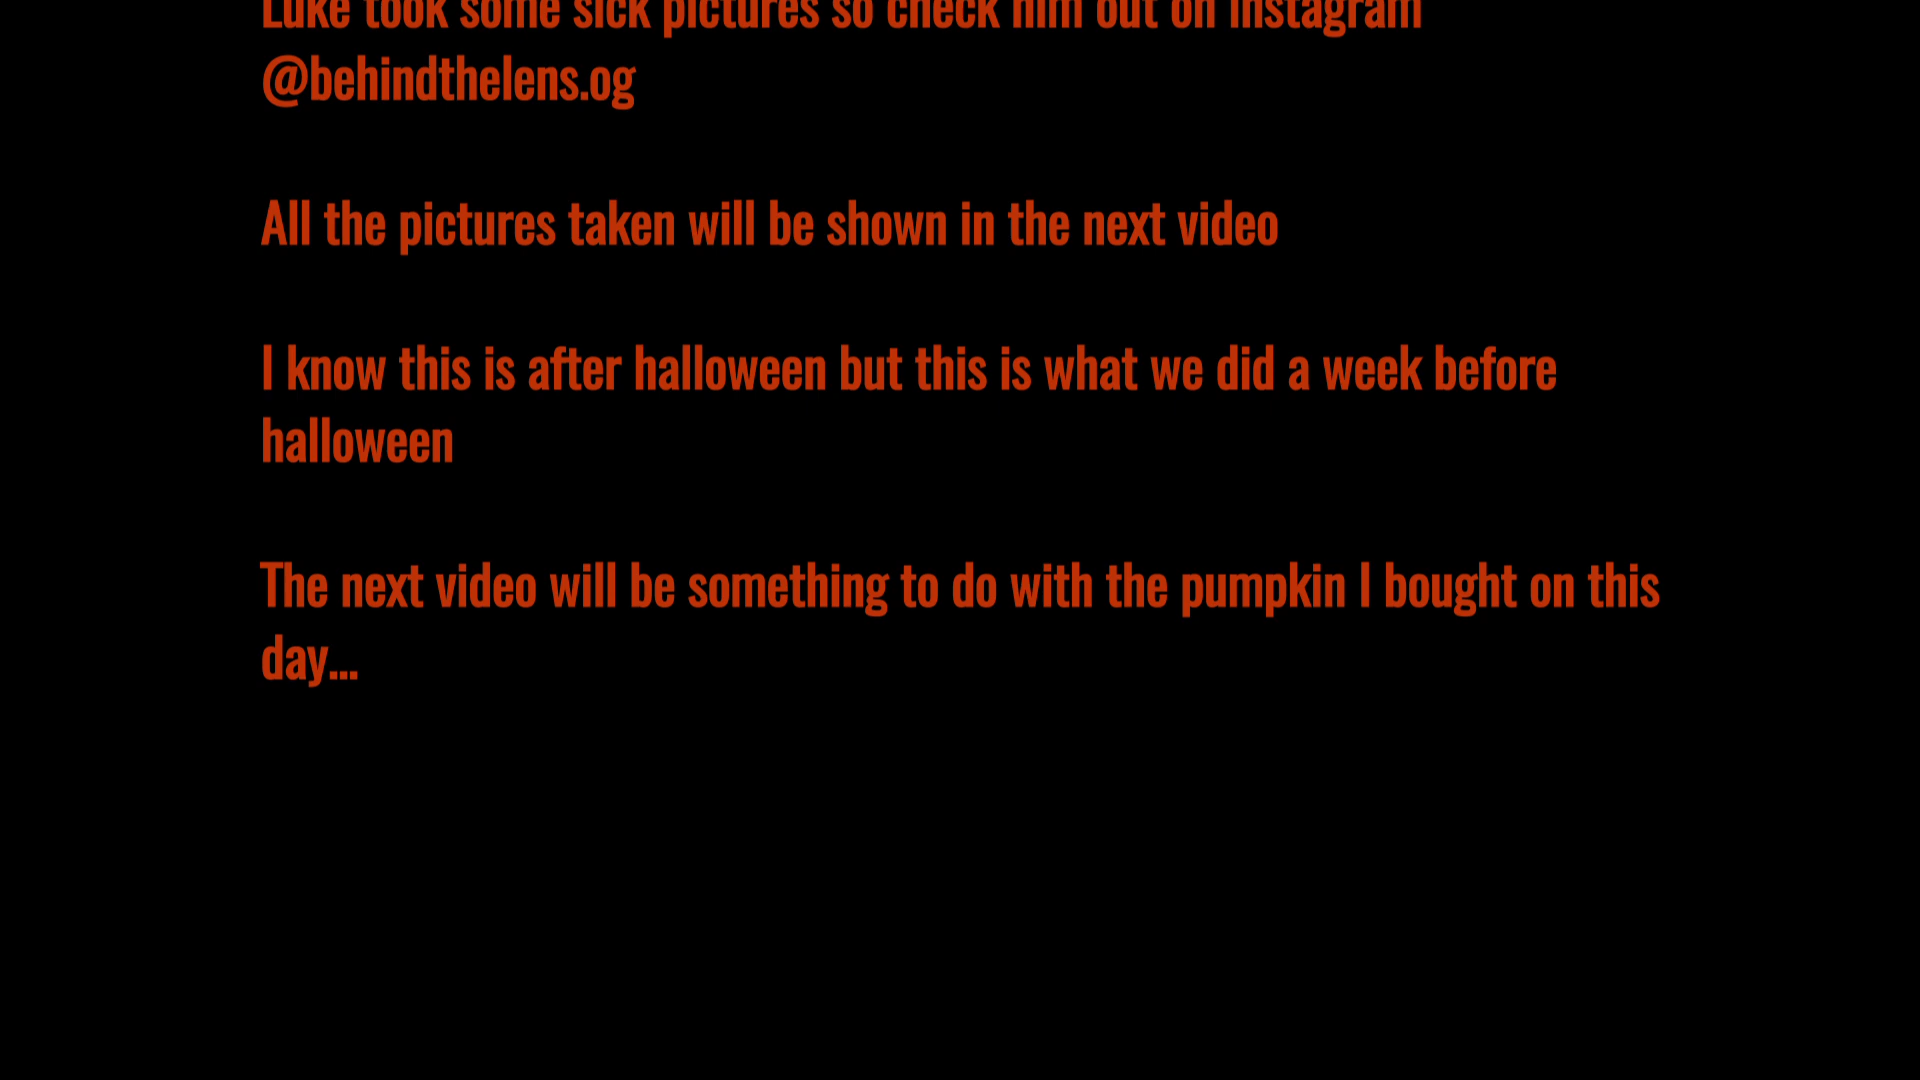 Luke took some sick pictures so check him out on instagram
@behindthelens.og
All the pictures taken will be shown in the next video
I know this is after halloween but this is what we did a week before
halloween
The next video will be something to do with the pumpkin I bought on this
day...